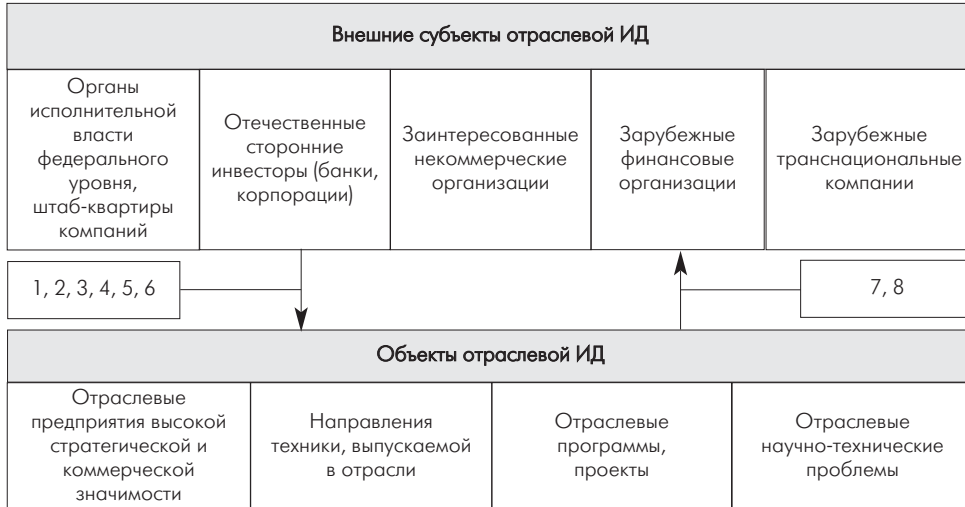 Внешние субъекты отраслевой ИД
Органы
исполнительной
власти
федерального
уровня,
штаб-квартиры
компаний
Отечественные
сторонние
инвесторы (банки,
корпорации)
Заинтересованные
некоммерческие
организации
Зарубежные
финансовые
организации
Зарубежные
транснациональные
компании
1, 2, 3, 4, 5, 6
7, 8
Объекты отраслевой ИД
Отраслевые
предприятия высокой
стратегической и
коммерческой
значимости
Направления
техники, выпускаемой
в отрасли
Отраслевые
программы,
проекты
Отраслевые
научно-технические
проблемы